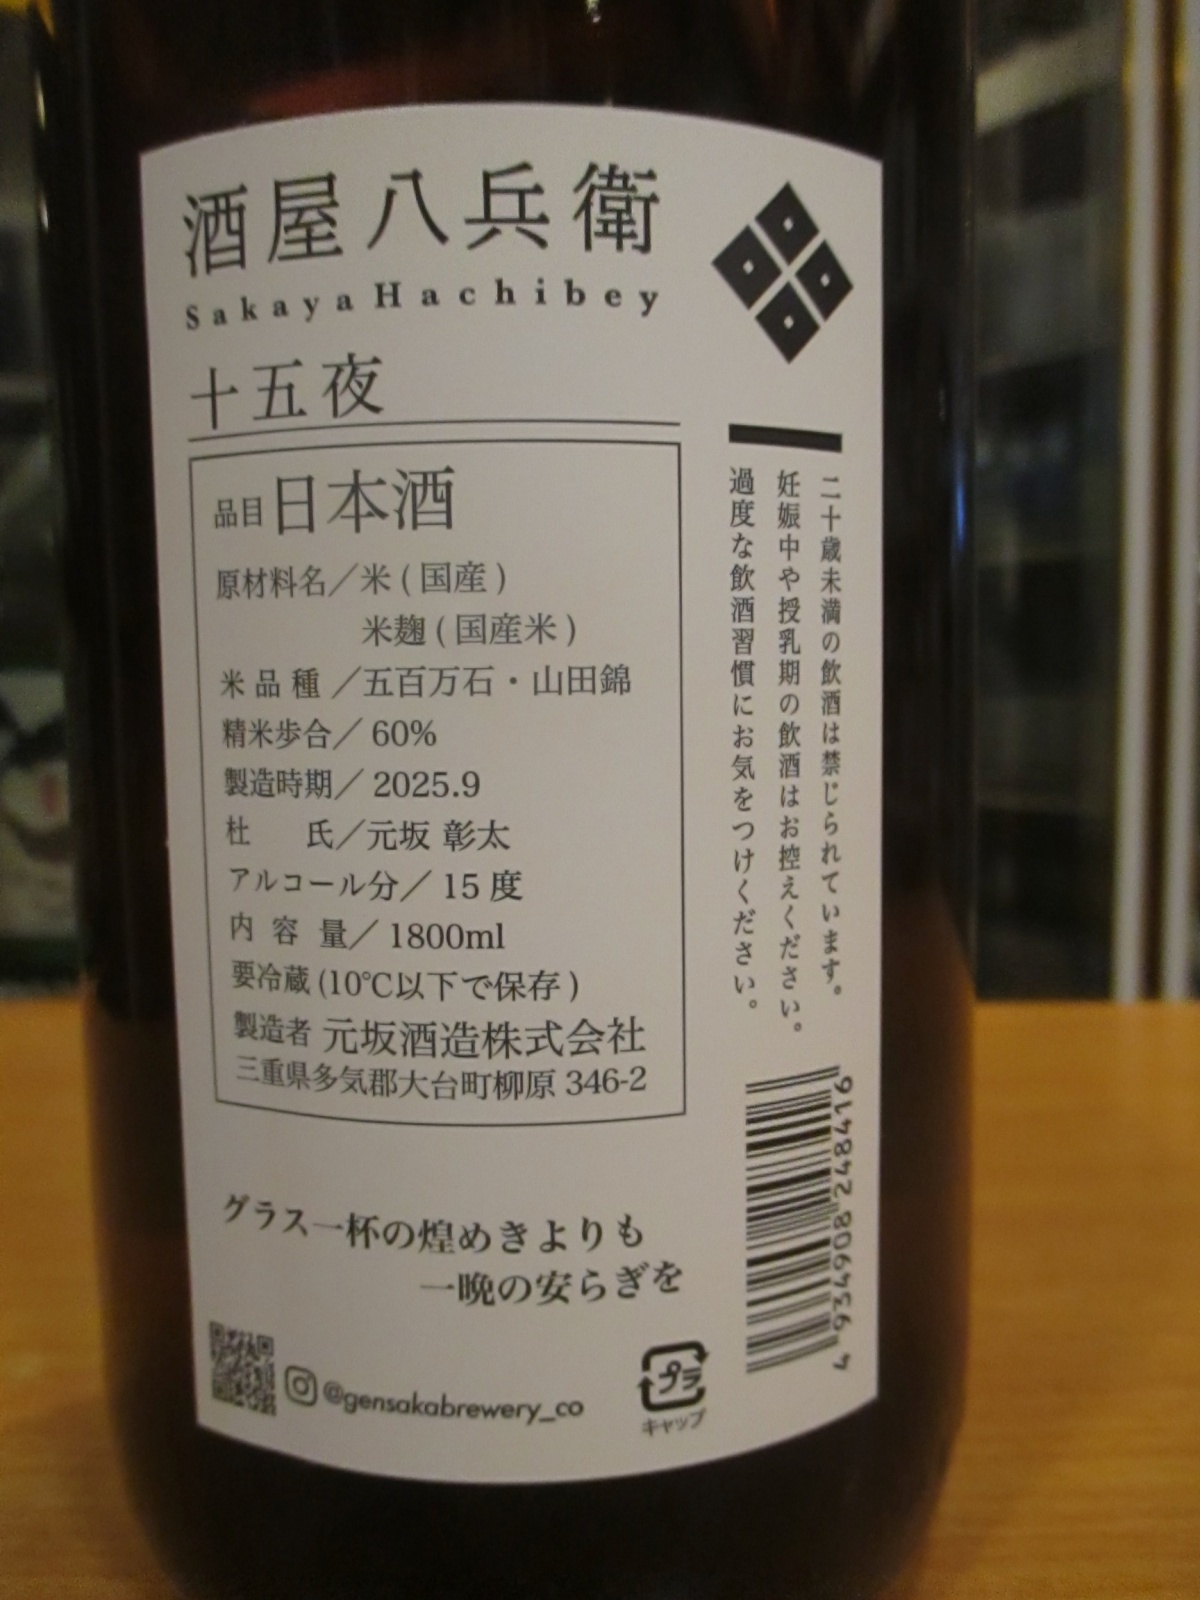 酒屋八兵衛
SakayaHachibey
十五夜
品目 日本酒
原材料名／米(国産)
米麹(国産米)
米品種／五百万石・山田錦
精米歩合／60%
製造時期／2025.9
杜　氏／元坂 彰太
アルコール分／15度
内容量／1800ml
要冷蔵(10℃以下で保存)
製造者 元坂酒造株式会社
三重県多気郡大台町柳原 346-2
二十歳未満の飲酒は禁じられています。
妊娠中や授乳期の飲酒はお控えください。
過度な飲酒習慣にお気をつけください。
グラス一杯の煌めきよりも
一晩の安らぎを
@gensakabrewery_co
プラ
キャップ
4 934908 248416